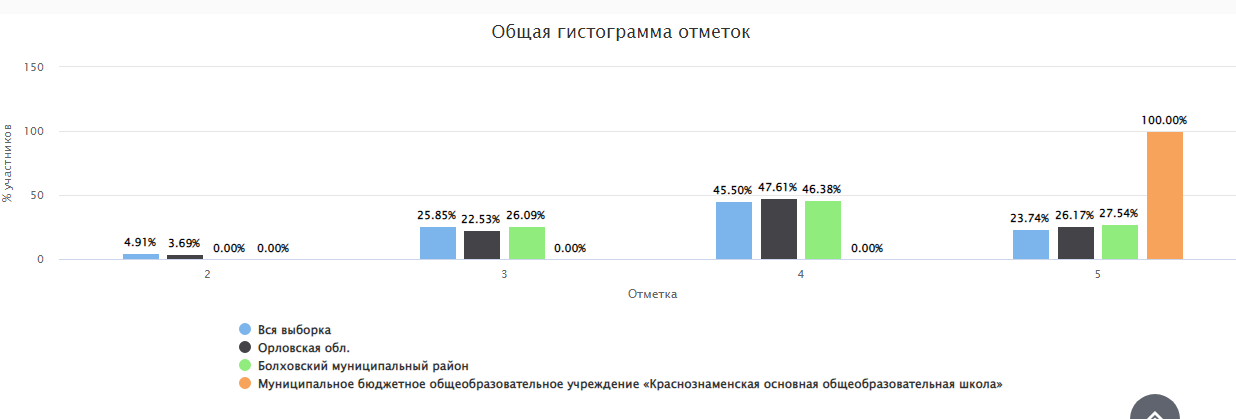 Общая гистограмма отметок
150
100
50
0
% участников
4.91% 3.69% 0.00% 0.00%
25.85% 22.53% 26.09% 0.00%
45.50% 47.61% 46.38% 0.00%
23.74% 26.17% 27.54% 100.00%
2 3 4 5
Отметка
Вся выборка
Орловская обл.
Болховский муниципальный район
Муниципальное бюджетное общеобразовательное учреждение «Краснознаменская основная общеобразовательная школа»